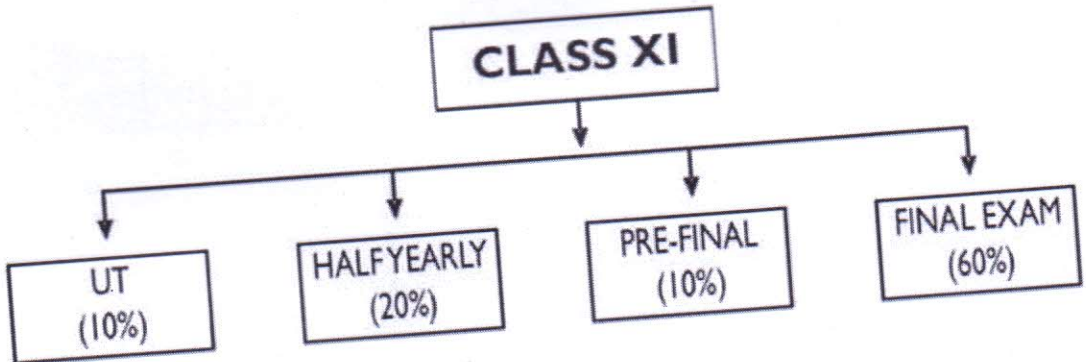 CLASS XI
U.T
(10%)
HALF YEARLY
(20%)
PRE-FINAL
(10%)
FINAL EXAM
(60%)